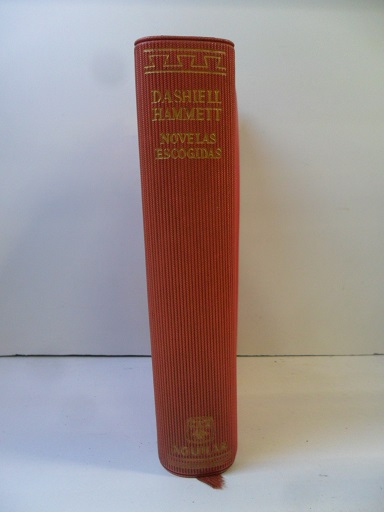 DASHIELL
HAMMETT
NOVELAS
ESCOGIDAS
AGUILAR